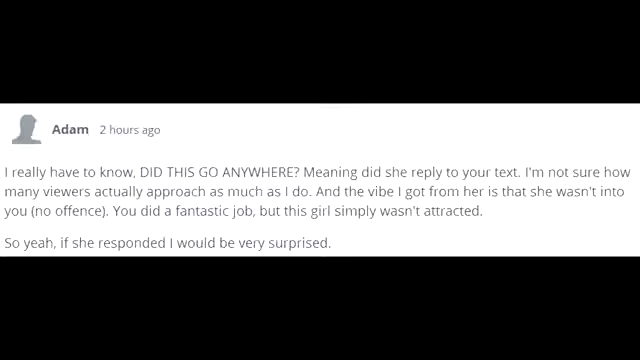 Adam 2 hours ago
I really have to know, DID THIS GO ANYWHERE? Meaning did she reply to your text. I'm not sure how
many viewers actually approach as much as I do. And the vibe I got from her is that she wasn't into
you (no offence). You did a fantastic job, but this girl simply wasn't attracted.
So yeah, if she responded I would be very surprised.